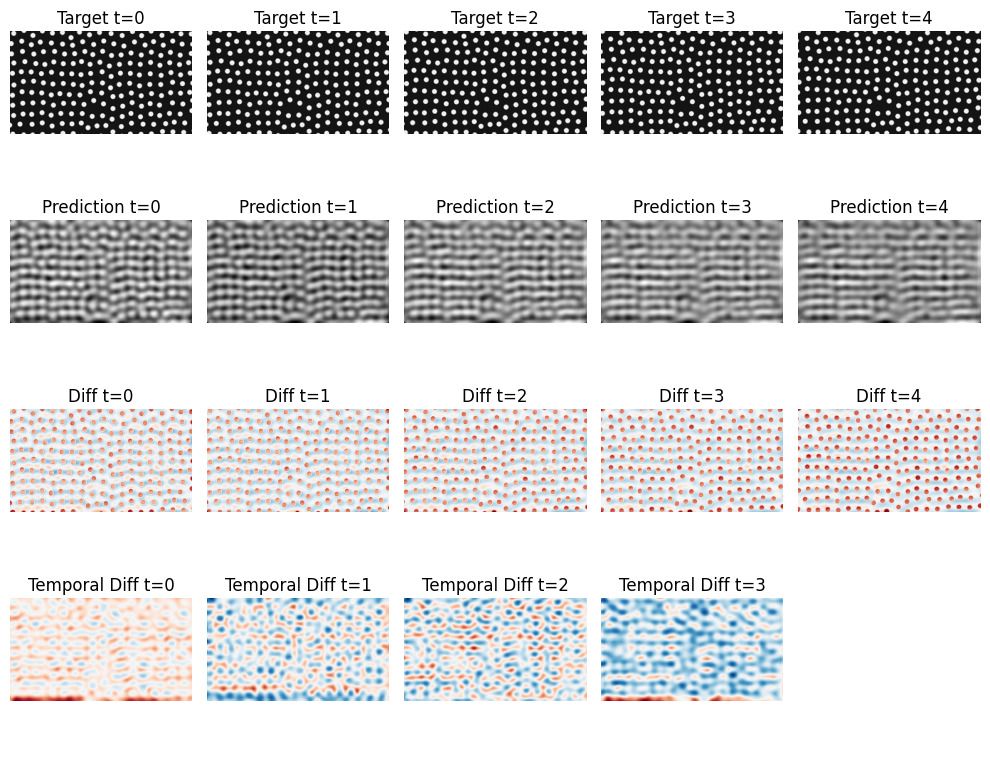 Target t=0 Target t=1 Target t=2 Target t=3 Target t=4
Prediction t=0 Prediction t=1 Prediction t=2 Prediction t=3 Prediction t=4
Diff t=0 Diff t=1 Diff t=2 Diff t=3 Diff t=4
Temporal Diff t=0 Temporal Diff t=1 Temporal Diff t=2 Temporal Diff t=3